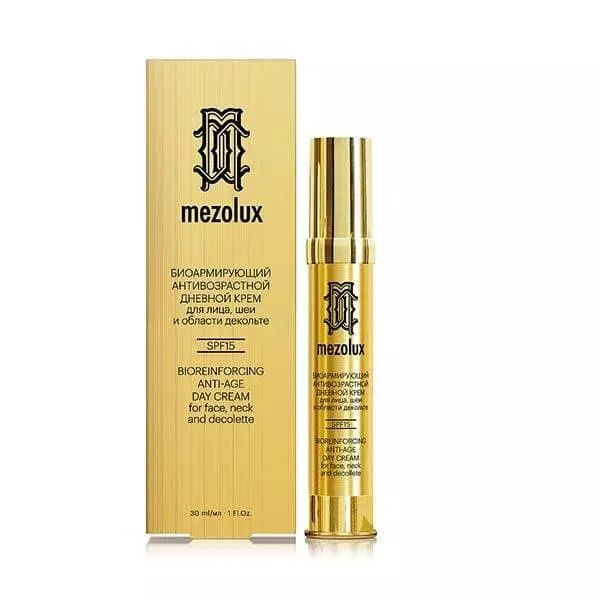 mezolux
БИОАРМИРУЮЩИЙ
АНТИВОЗРАСТНОЙ
ДНЕВНОЙ КРЕМ
для лица, шеи
и области декольте
SPF15
BIOREINFORCING
ANTI-AGE
DAY CREAM
for face, neck
and decolette
30 ml/мл · 1 Fl.Oz.
mezolux
БИОАРМИРУЮЩИЙ
АНТИВОЗРАСТНОЙ
ДНЕВНОЙ КРЕМ
для лица, шеи
и области декольте
SPF15
BIOREINFORCING
ANTI-AGE
DAY CREAM
for face, neck
and decollete